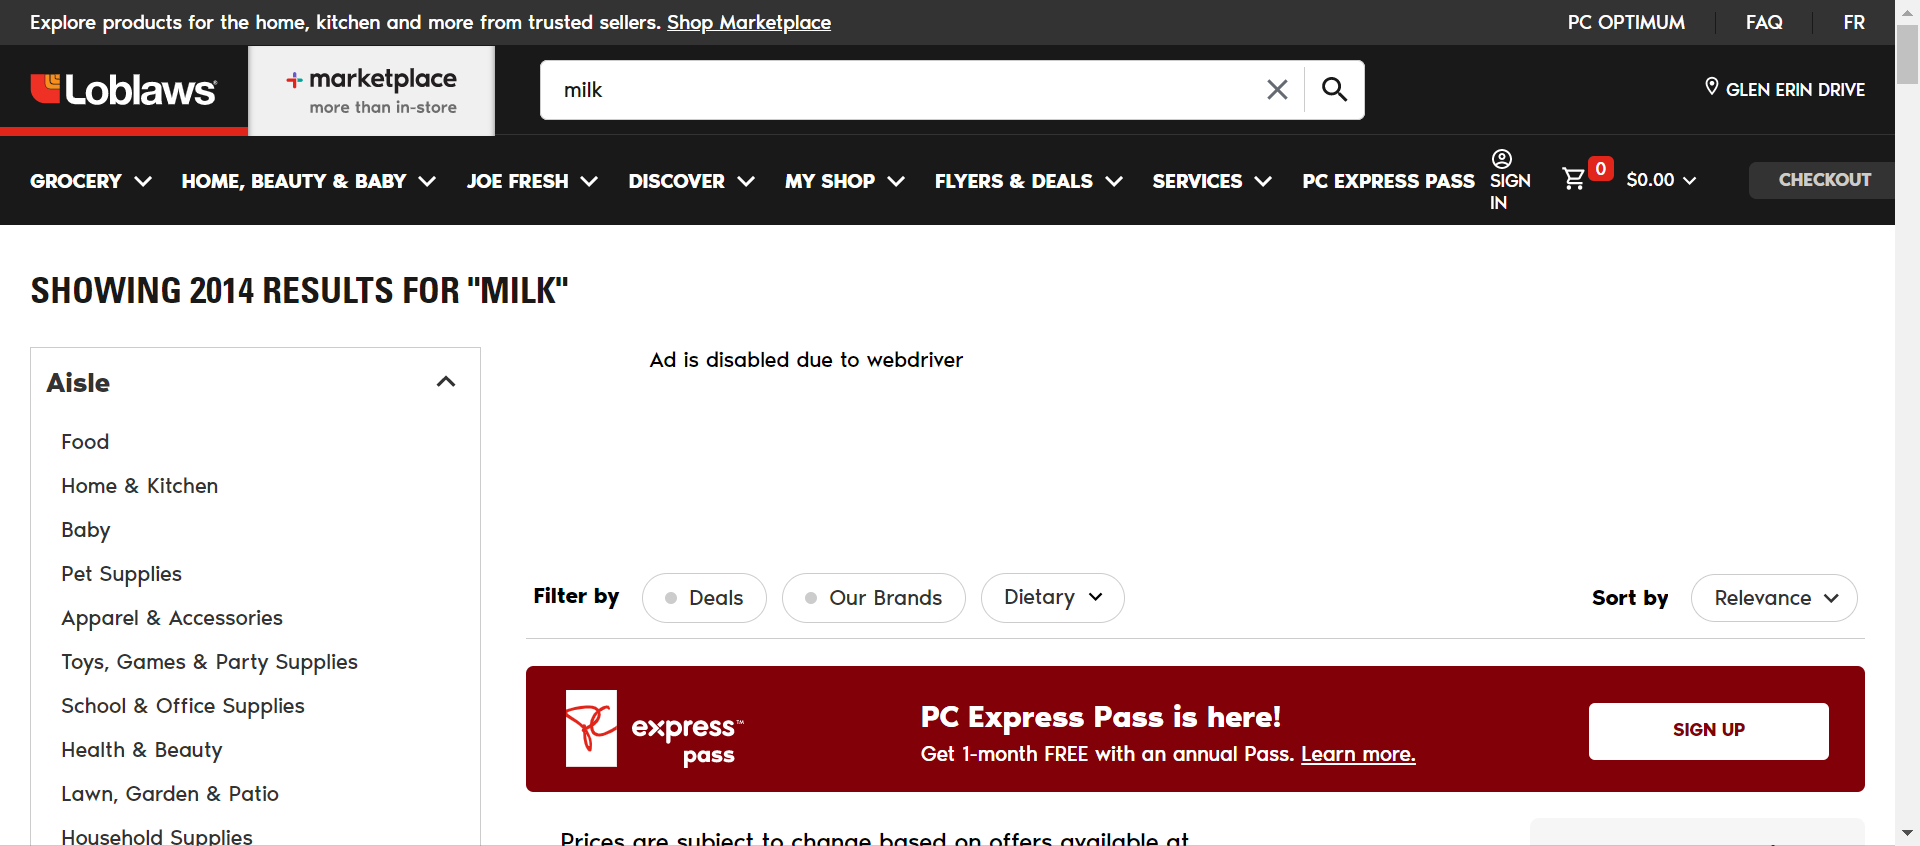 Explore products for the home, kitchen and more from trusted sellers. Shop Marketplace
PC OPTIMUM
FAQ
FR
Loblaws®
marketplace
more than in-store
milk
GLEN ERIN DRIVE
GROCERY
HOME, BEAUTY & BABY
JOE FRESH
DISCOVER
MY SHOP
FLYERS & DEALS
SERVICES
PC EXPRESS PASS
SIGN
IN
0
$0.00
CHECKOUT
SHOWING 2014 RESULTS FOR "MILK"
Aisle
Food
Home & Kitchen
Baby
Pet Supplies
Apparel & Accessories
Toys, Games & Party Supplies
School & Office Supplies
Health & Beauty
Lawn, Garden & Patio
Household Supplies
Ad is disabled due to webdriver
Filter by
Deals
Our Brands
Dietary
Sort by
Relevance
PC
express™
pass
PC Express Pass is here!
Get 1-month FREE with an annual Pass. Learn more.
SIGN UP
Prices are subject to change based on offers available at